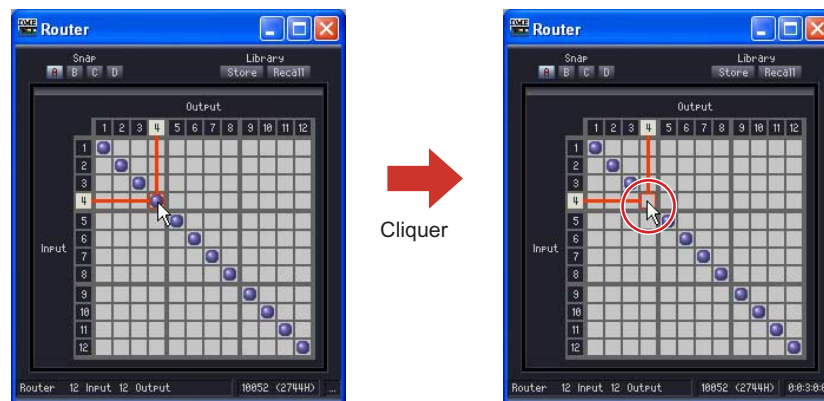 DME Router
Snap Library
A B C D Store Recall
Output
1 2 3 4 5 6 7 8 9 10 11 12
1
2
3
4
5
6
Input
7
8
9
10
11
12
Router 12 Input 12 Output 10052 (2744H) ...
Cliquer
DME Router
Snap Library
A B C D Store Recall
Output
1 2 3 4 5 6 7 8 9 10 11 12
1
2
3
4
5
6
Input
7
8
9
10
11
12
Router 12 Input 12 Output 10052 (2744H)